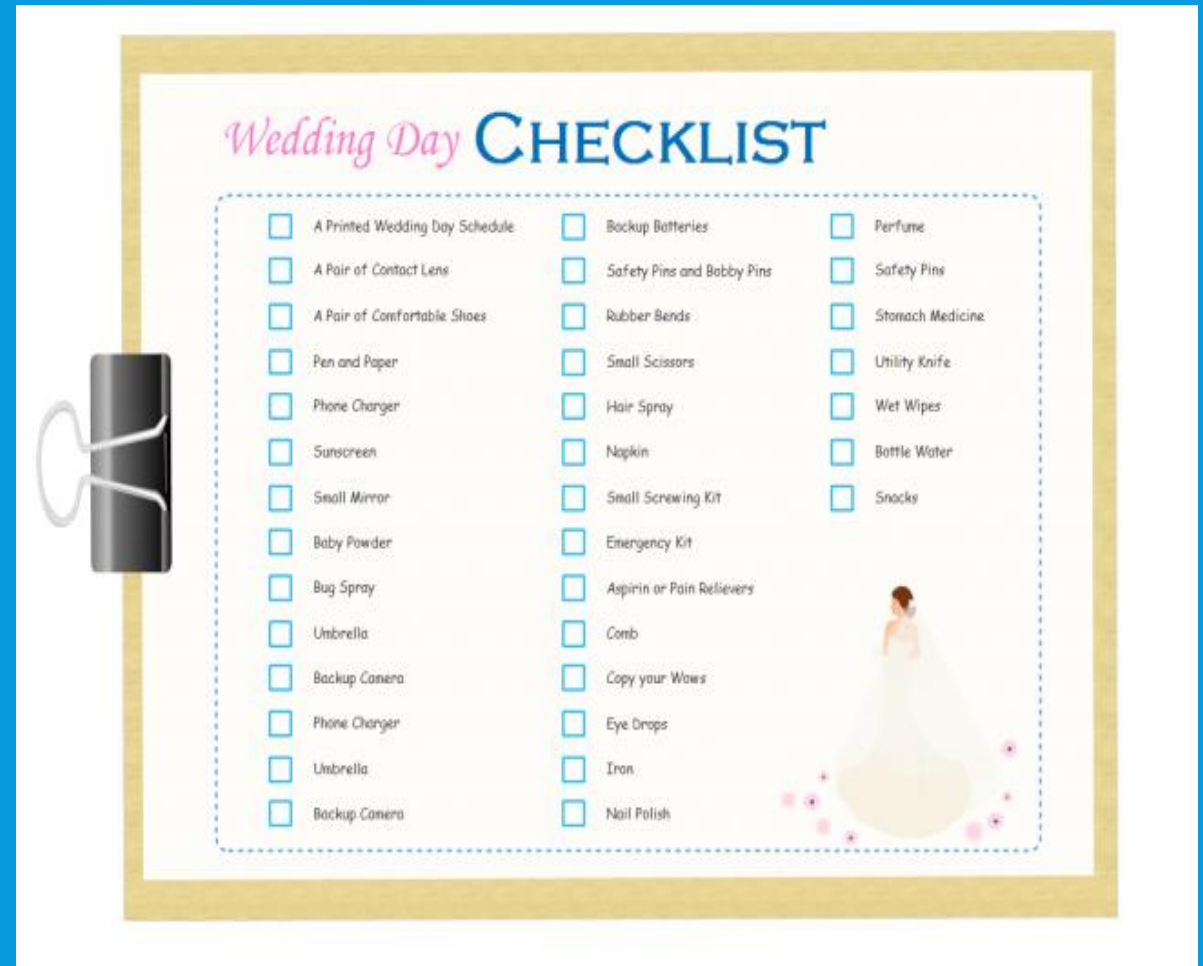 Wedding Day CHECKLIST
A Printed Wedding Day Schedule
A Pair of Contact Lens
A Pair of Comfortable Shoes
Pen and Paper
Phone Charger
Sunscreen
Small Mirror
Baby Powder
Bug Spray
Umbrella
Backup Camera
Phone Charger
Umbrella
Backup Camera
Backup Batteries
Safety Pins and Bobby Pins
Rubber Bends
Small Scissors
Hair Spray
Napkin
Small Screwing Kit
Emergency Kit
Aspirin or Pain Relievers
Comb
Copy your Wows
Eye Drops
Iron
Nail Polish
Perfume
Safety Pins
Stomach Medicine
Utility Knife
Wet Wipes
Bottle Water
Snacks